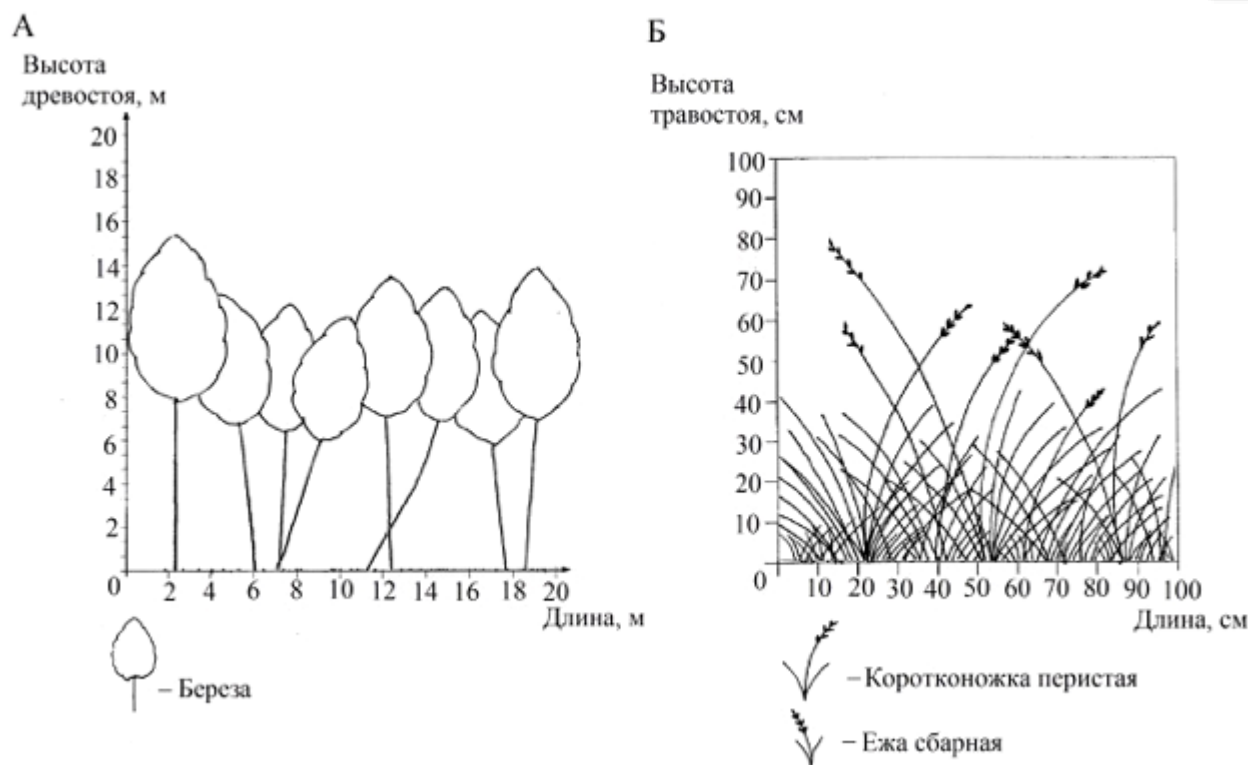 А
Высота
древостоя, м
20
18
16
14
12
10
8
6
4
2
0
2 4 6 8 10 12 14 16 18 20
Длина, м
– Береза
Б
Высота
травостоя, см
100
90
80
70
60
50
40
30
20
10
0
10 20 30 40 50 60 70 80 90 100
Длина, см
– Коротконожка перистая
– Ежа сбарная